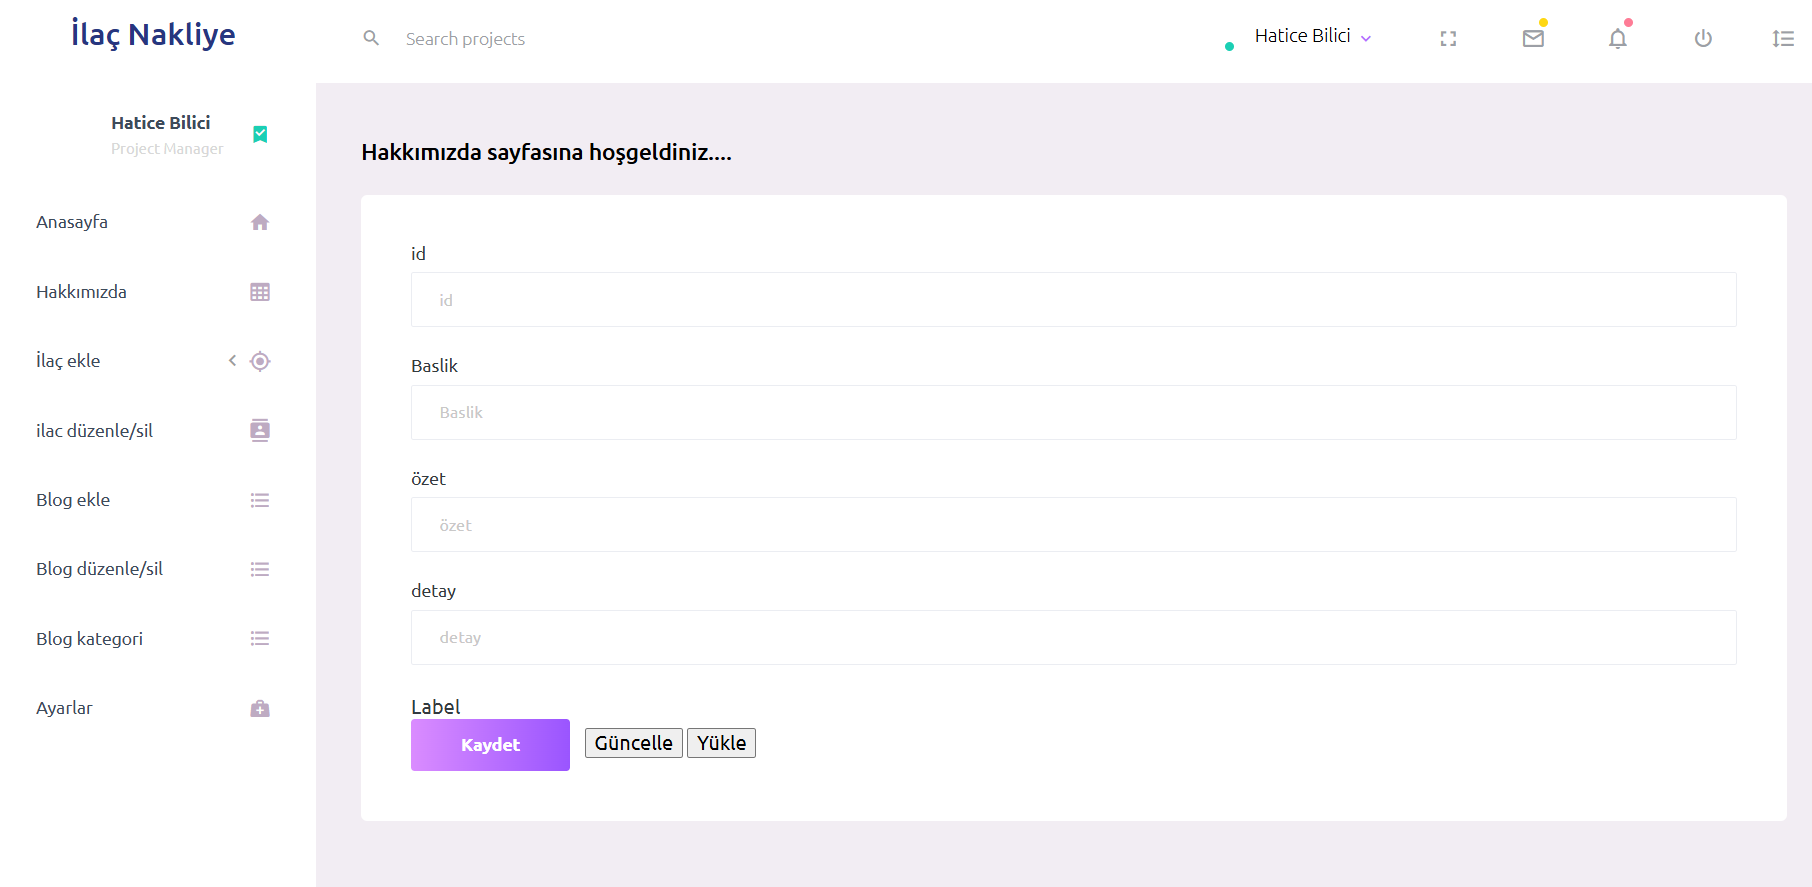 İlaç Nakliye
Search projects
Hatice Bilici
Hatice Bilici
Project Manager
Anasayfa
Hakkımızda
İlaç ekle
ilac düzenle/sil
Blog ekle
Blog düzenle/sil
Blog kategori
Ayarlar
Hakkımızda sayfasına hoşgeldiniz....
id
id
Baslik
Baslik
özet
özet
detay
detay
Label
Kaydet Güncelle Yükle